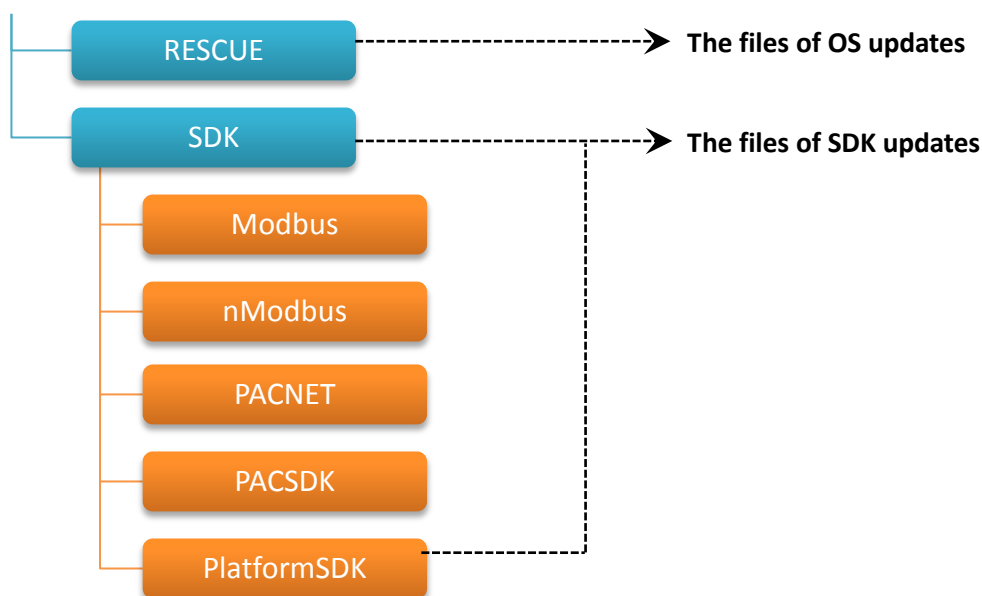 RESCUE
The files of OS updates
SDK
The files of SDK updates
Modbus
nModbus
PACNET
PACSDK
PlatformSDK